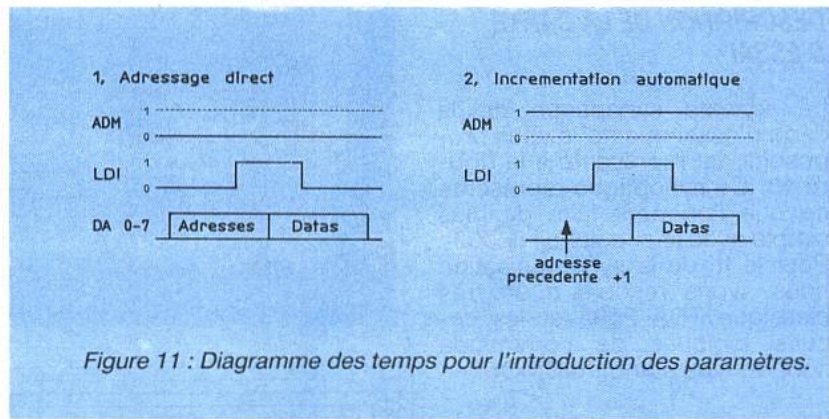 1, Adressage direct
ADM 1
0
LDI 1
0
DA 0-7 Adresses Datas
2, Incrementation automatique
ADM 1
0
LDI 1
0
Datas
adresse
precedente +1
Figure 11 : Diagramme des temps pour l'introduction des paramètres.